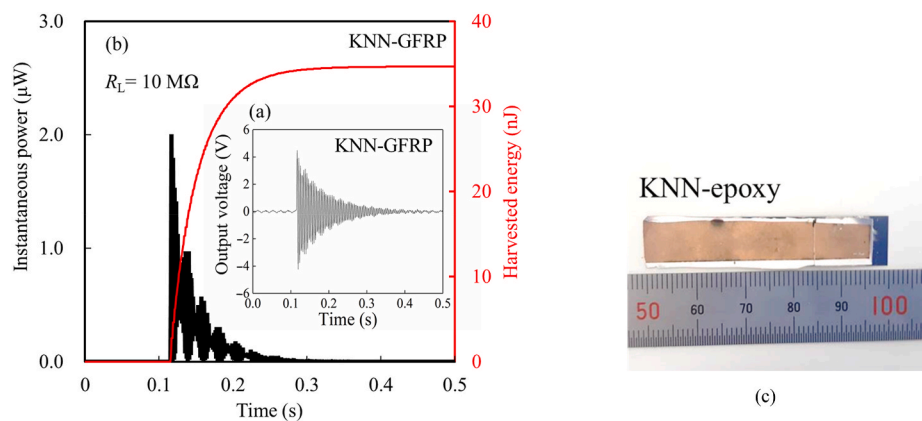 3.0
2.0
1.0
0.0
Instantaneous power (μW)
(b)
KNN-GFRP
R_L= 10 MΩ
40
30
20
10
0
Harvested energy (nJ)
0
0.1
0.2
0.3
0.4
0.5
Time (s)
(a)
KNN-GFRP
6
4
2
0
−2
−4
−6
Output voltage (V)
0.0
0.1
0.2
0.3
0.4
0.5
Time (s)
KNN-epoxy
50
60
70
80
90
100
(c)